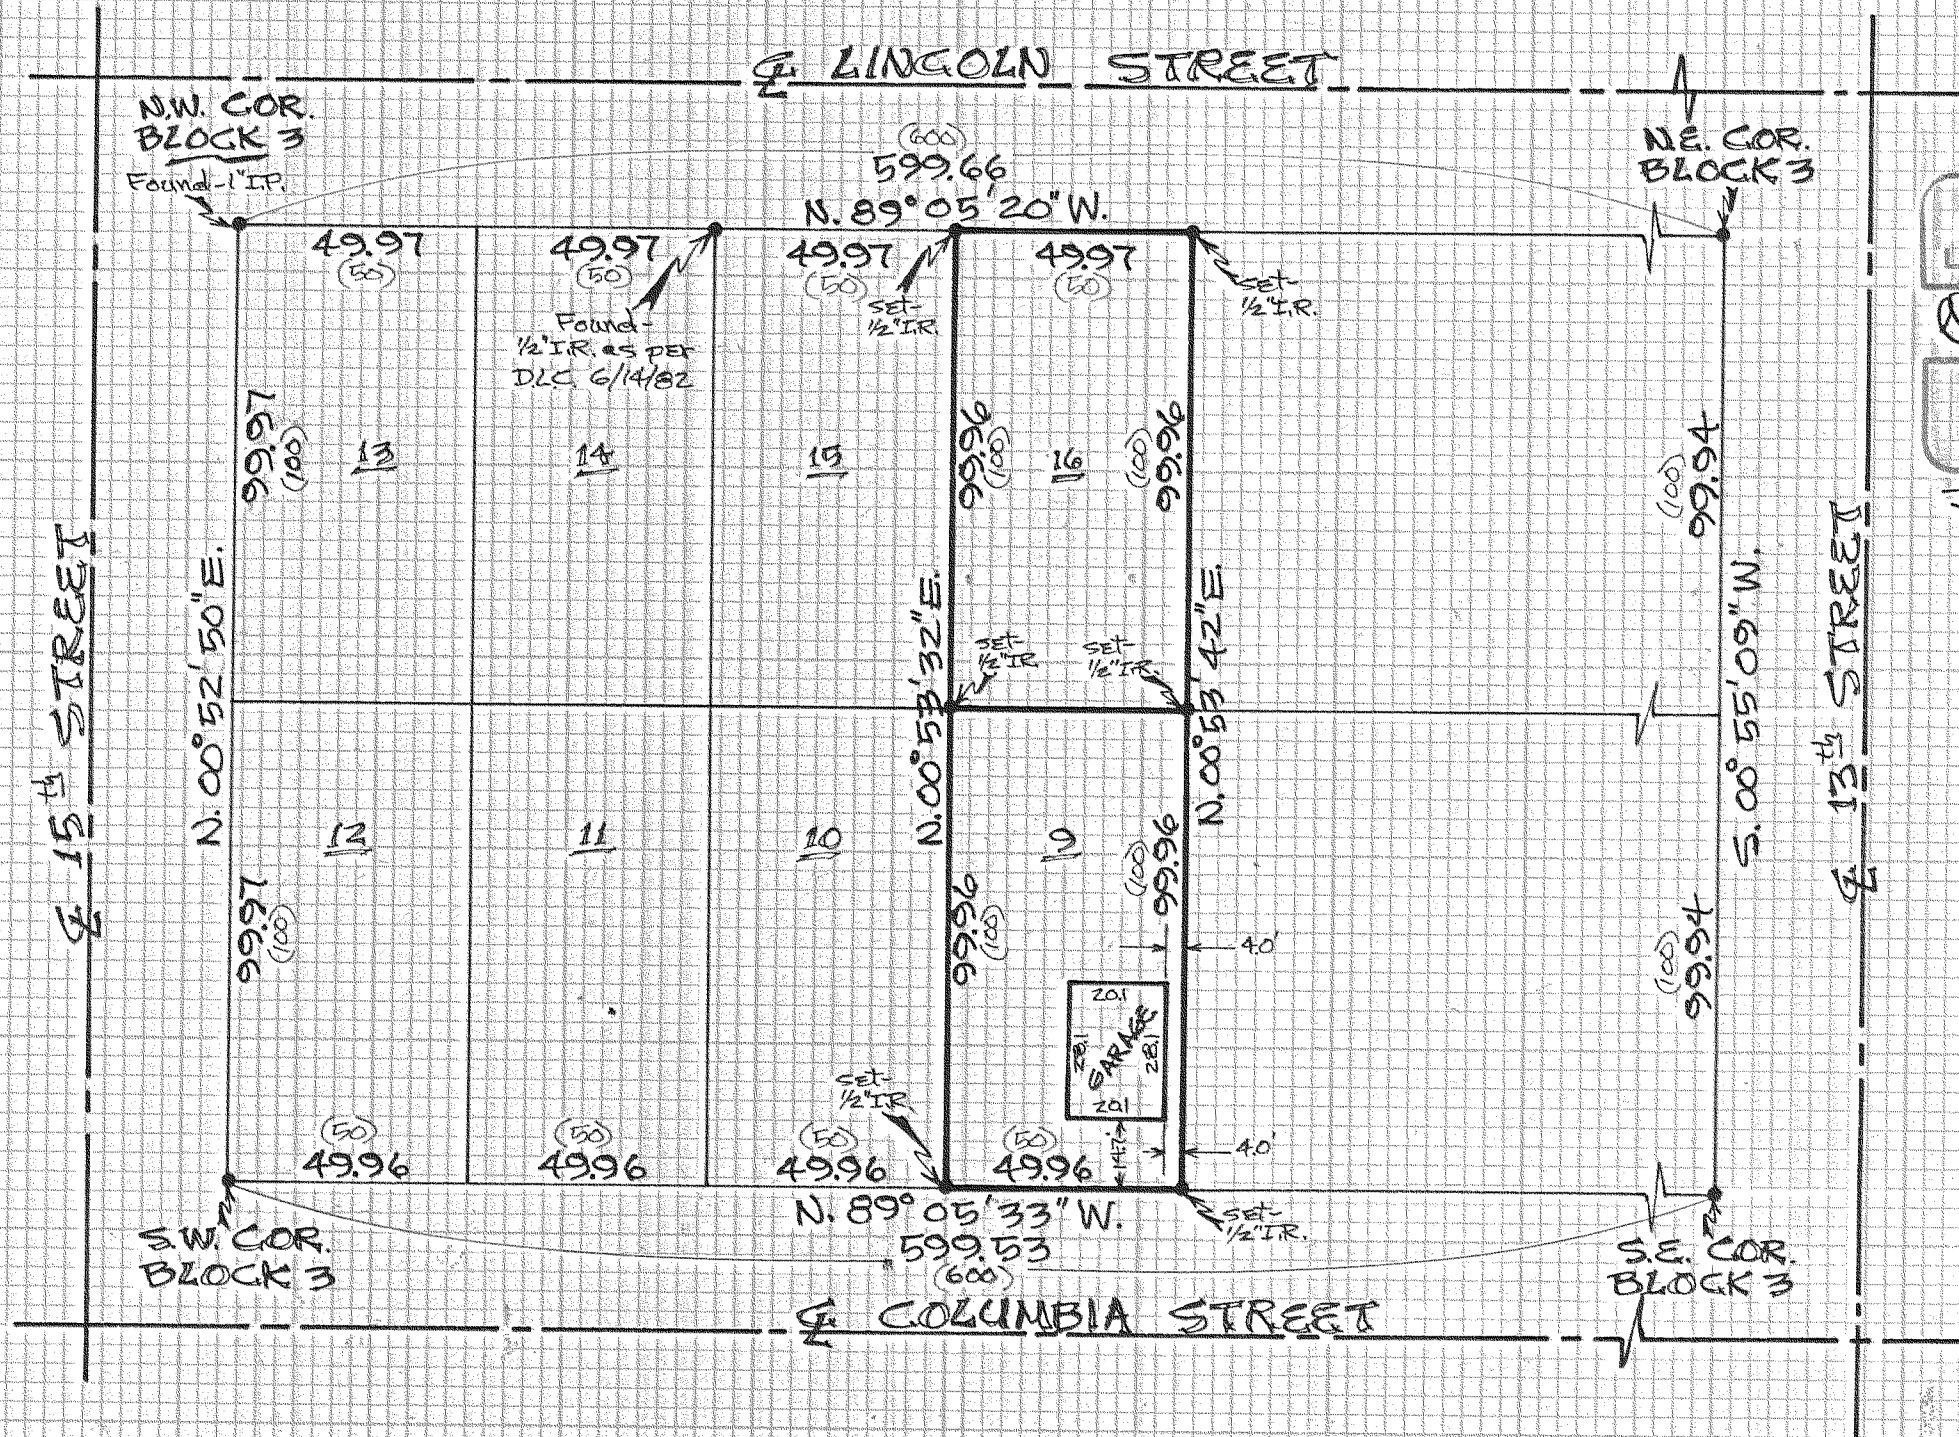 ℄ LINCOLN STREET
N.W. COR.
BLOCK 3
Found-1"I.P.
(600)
599.66
N. 89° 05' 20" W.
N.E. COR.
BLOCK 3
49.97
(50)
49.97
(50)
49.97
(50)
49.97
(50)
set-
1/2"I.R.
set-
1/2"I.R.
Found-
1/2"I.R. as per
D.L.C. 6/14/82
99.97
(100)
13
14
15
99.96
(100)
16
(100)
99.96
(100)
99.94
℄ 15th STREET
N. 00° 52' 50" E.
N. 00° 53' 32" E.
set-
1/2"I.R.
set-
1/2"I.R.
N. 00° 53' 42" E.
S. 00° 55' 09" W.
℄ 13th STREET
12
11
10
9
99.97
(100)
99.96
(100)
(100)
99.96
(100)
99.94
4.0'
20.1
28.1
GARAGE
28.1
20.1
set-
1/2"I.R.
(50)
49.96
(50)
49.96
(50)
49.96
(50)
49.96
14.7'
4.0'
N. 89° 05' 33" W.
599.53
(600)
set-
1/2"I.R.
S.W. COR.
BLOCK 3
S.E. COR.
BLOCK 3
℄ COLUMBIA STREET